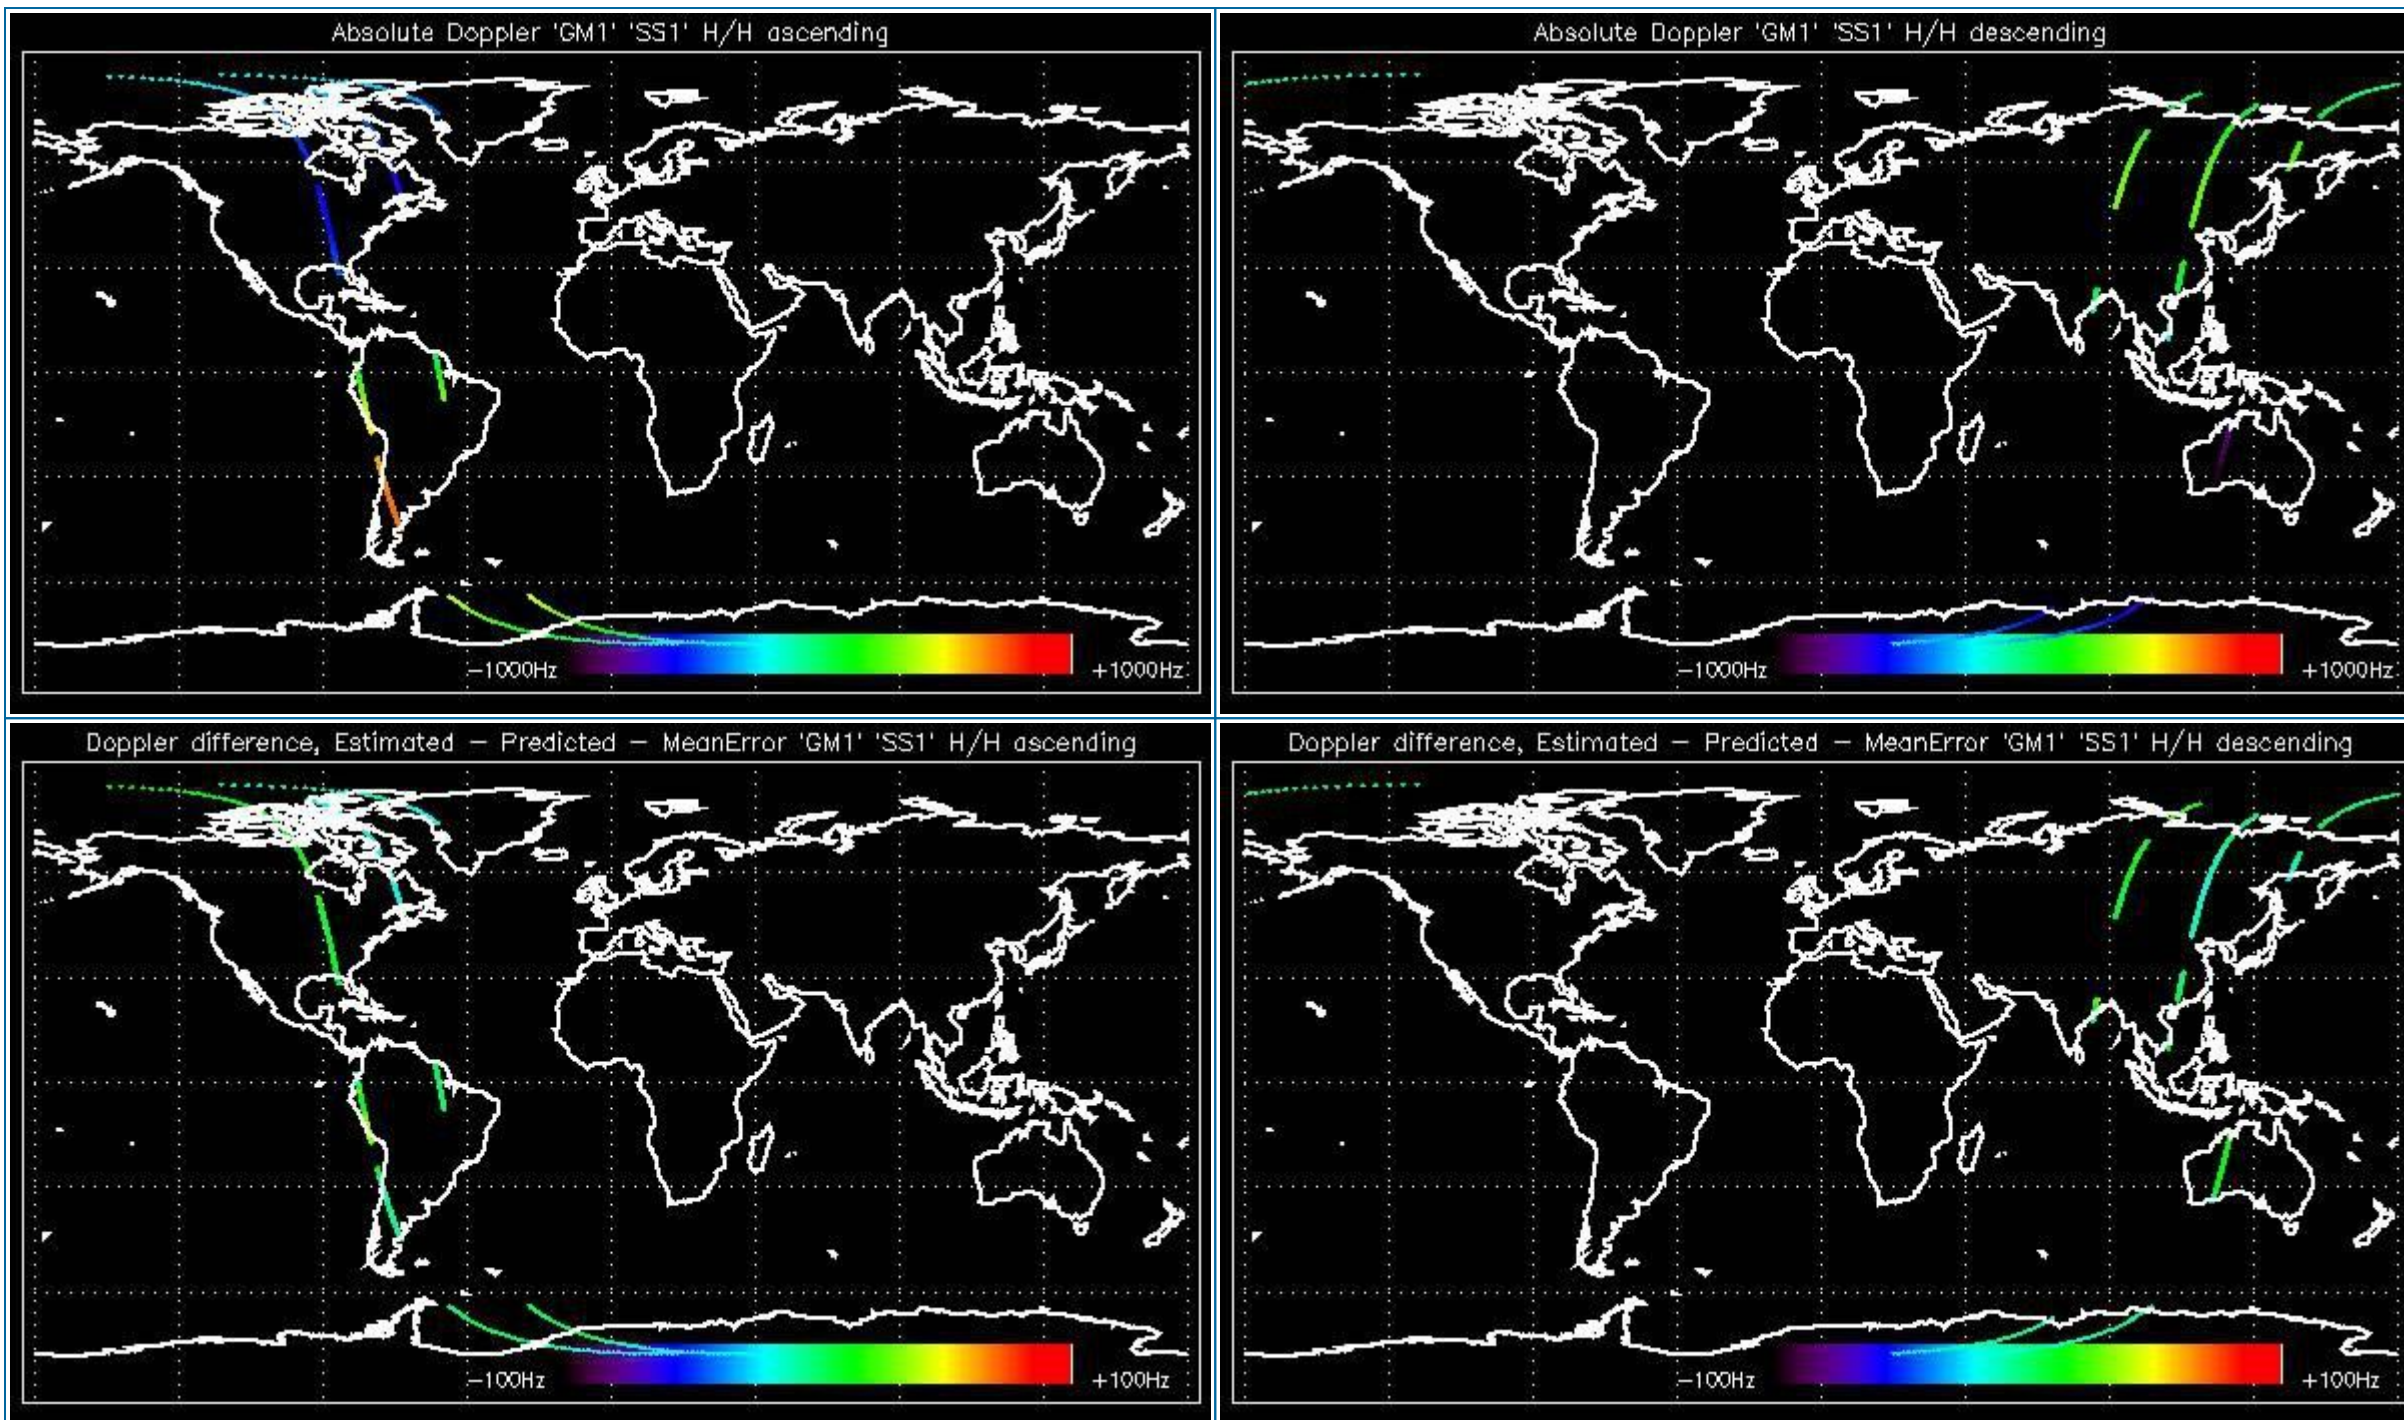 Absolute Doppler 'GM1' 'SS1' H/H ascending
-1000Hz
+1000Hz
Absolute Doppler 'GM1' 'SS1' H/H descending
-1000Hz
+1000Hz
Doppler difference, Estimated - Predicted - MeanError 'GM1' 'SS1' H/H ascending
-100Hz
+100Hz
Doppler difference, Estimated - Predicted - MeanError 'GM1' 'SS1' H/H descending
-100Hz
+100Hz